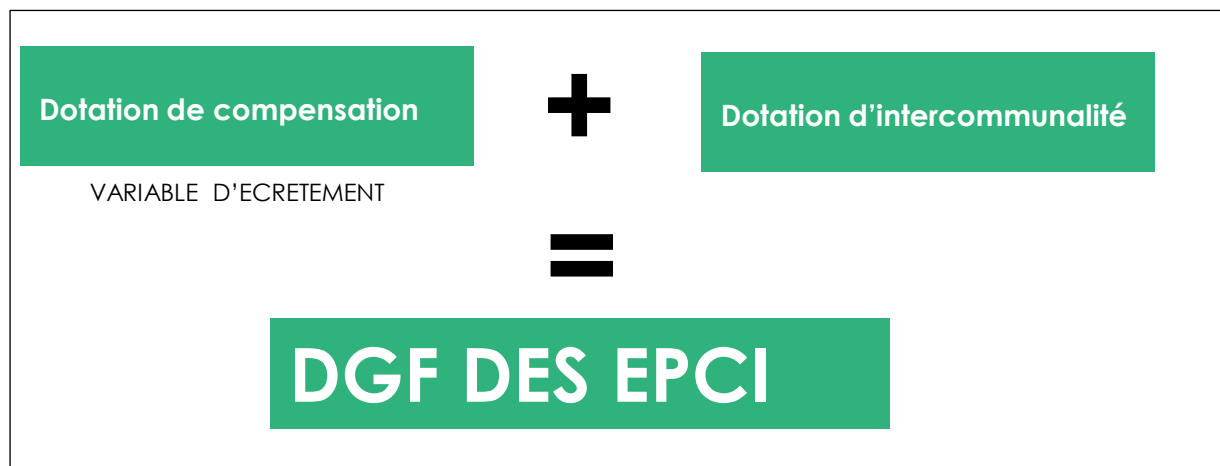 Dotation de compensation
+
Dotation d'intercommunalité
VARIABLE D'ECRETEMENT
=
DGF DES EPCI